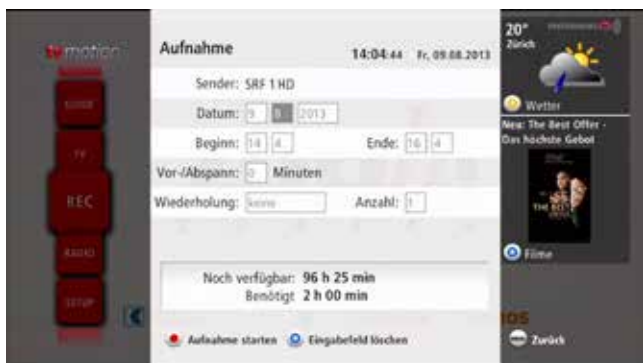 tv motion
GUIDE
TV
REC
RADIO
SETUP
Aufnahme
14:04:44 Fr, 09.08.2013
Sender: SRF 1 HD
Datum: 9 8 2013
Beginn: 14 4 Ende: 16 4
Vor-/Abspann: 0 Minuten
Wiederholung: keine Anzahl: 1
Noch verfügbar: 96 h 25 min
Benötigt 2 h 00 min
Aufnahme starten Eingabefeld löschen
20°
Zürich
Wetter
Neu: The Best Offer -
Das höchste Gebot
THE BEST
Filme
Zurück